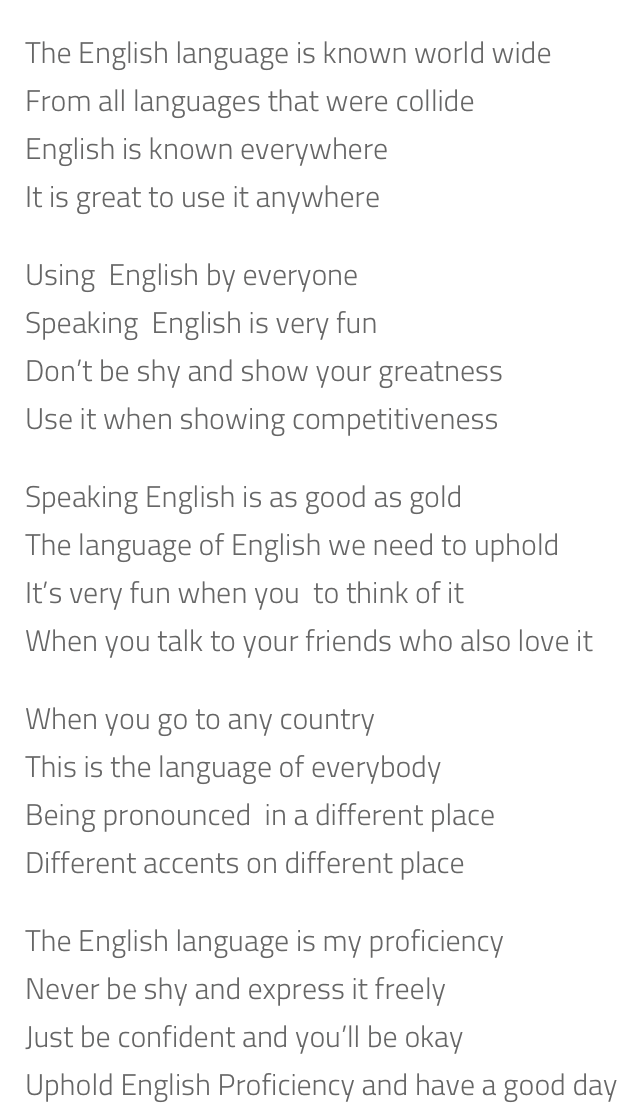 The English language is known world wide
From all languages that were collide
English is known everywhere
It is great to use it anywhere
Using  English by everyone
Speaking  English is very fun
Don’t be shy and show your greatness
Use it when showing competitiveness
Speaking English is as good as gold
The language of English we need to uphold
It’s very fun when you  to think of it
When you talk to your friends who also love it
When you go to any country
This is the language of everybody
Being pronounced  in a different place
Different accents on different place
The English language is my proficiency
Never be shy and express it freely
Just be confident and you’ll be okay
Uphold English Proficiency and have a good day